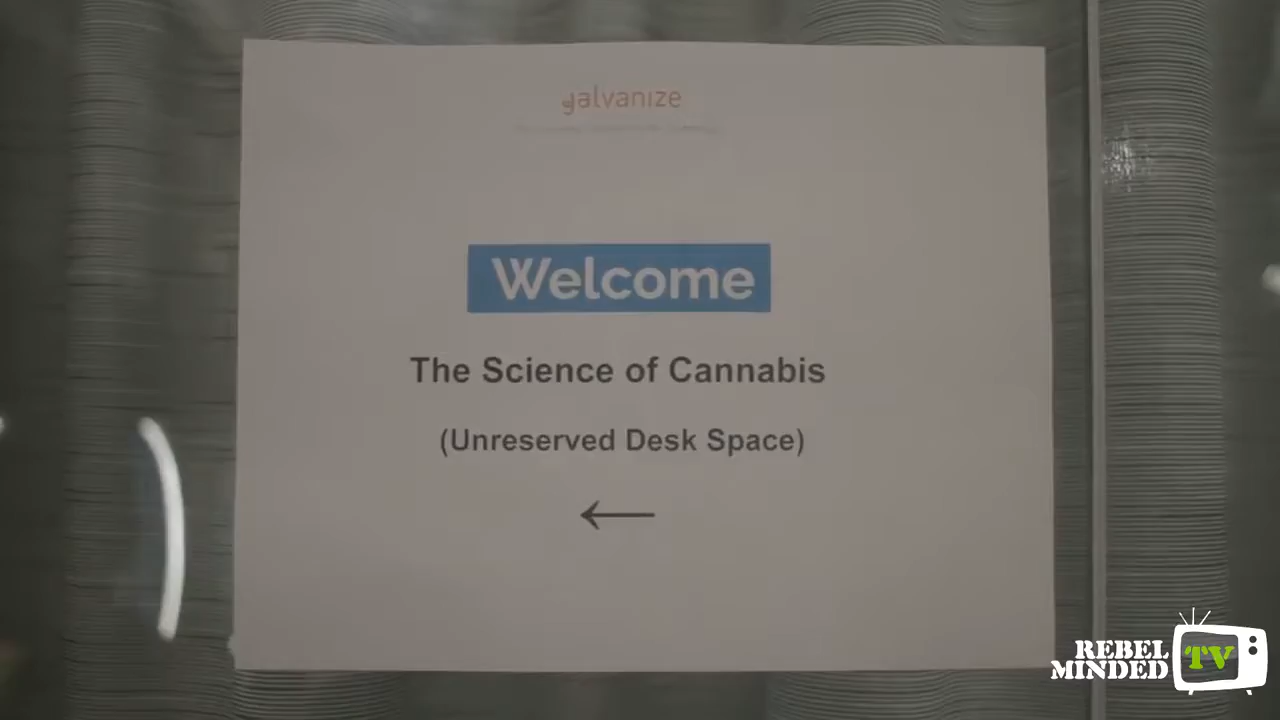 galvanize
Welcome
The Science of Cannabis
(Unreserved Desk Space)
←
REBEL
MINDED
TV